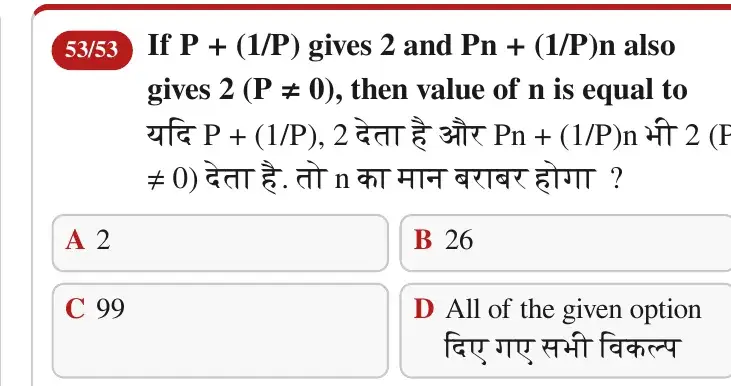 53/53 If P + (1/P) gives 2 and Pn + (1/P)n also
gives 2 (P ≠ 0), then value of n is equal to
यदि P + (1/P), 2 देता है और Pn + (1/P)n भी 2 (P
≠ 0) देता है. तो n का मान बराबर होगा ?
A 2
B 26
C 99
D All of the given option
दिए गए सभी विकल्प